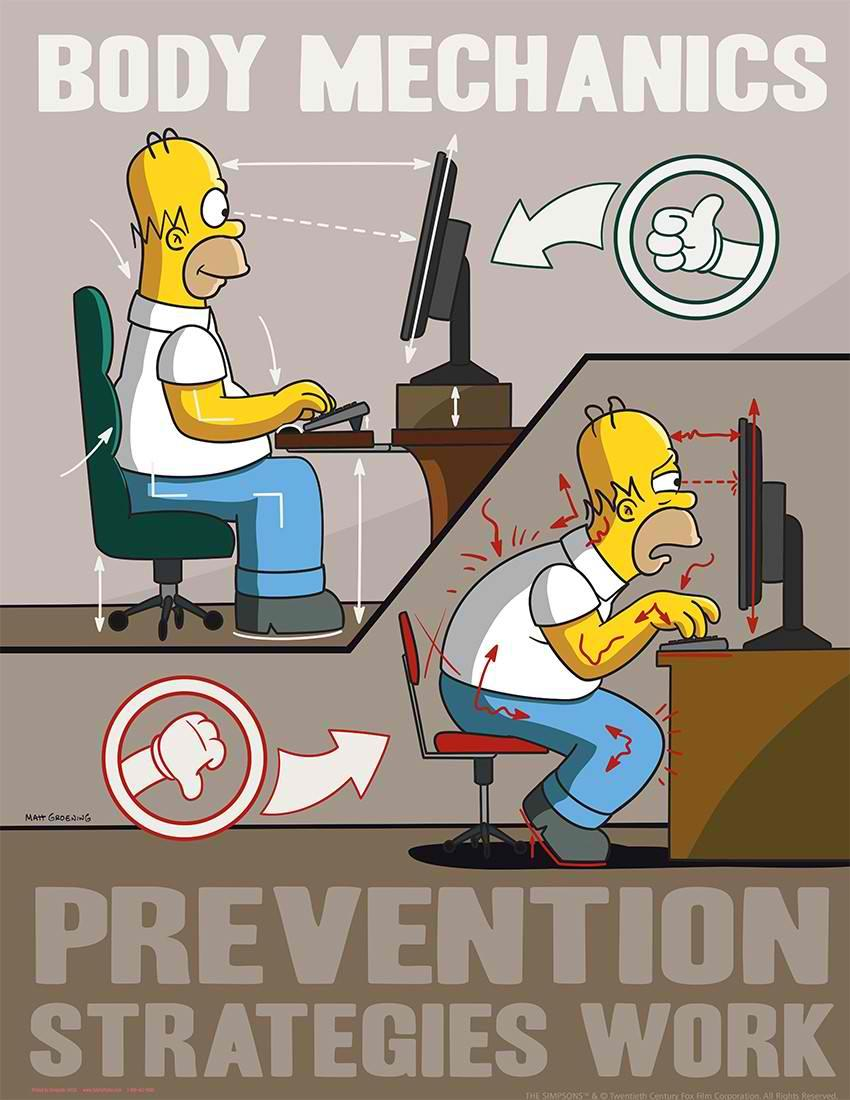 BODY MECHANICS
MATT GROENING
PREVENTION
STRATEGIES WORK
THE SIMPSONS™ & © Twentieth Century Fox Film Corporation. All Rights Reserved.